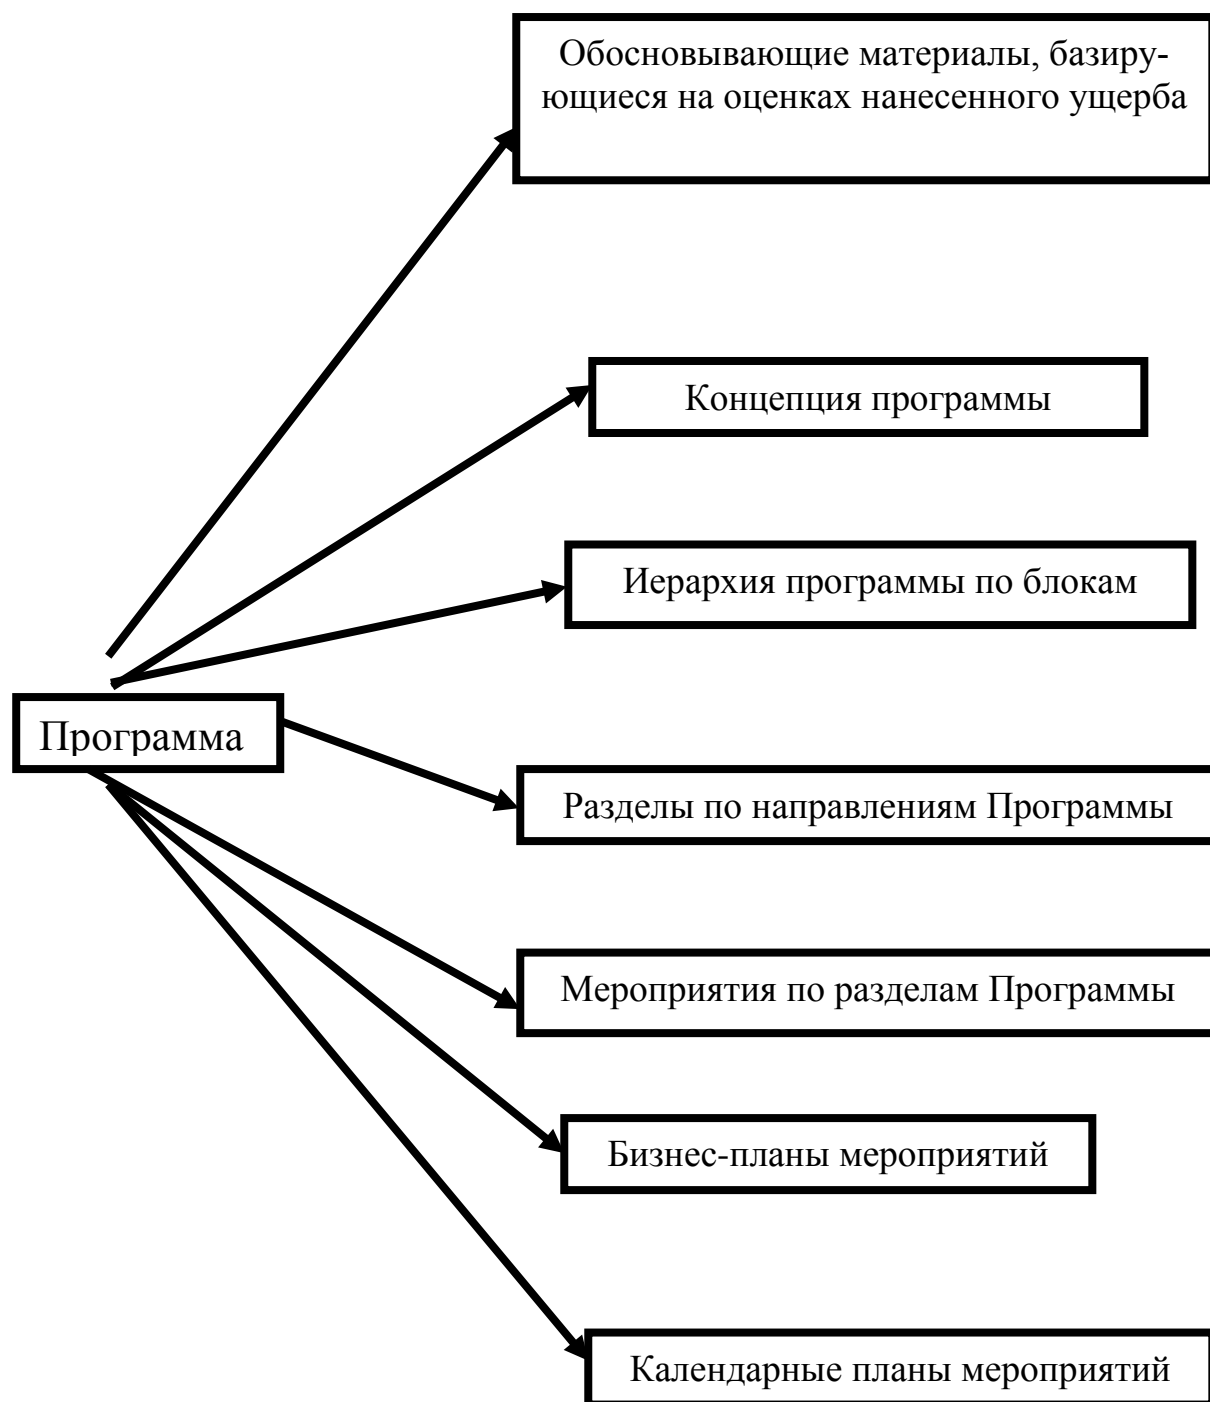 Обосновывающие материалы, базиру-
ющиеся на оценках нанесенного ущерба
Концепция программы
Иерархия программы по блокам
Программа
Разделы по направлениям Программы
Мероприятия по разделам Программы
Бизнес-планы мероприятий
Календарные планы мероприятий